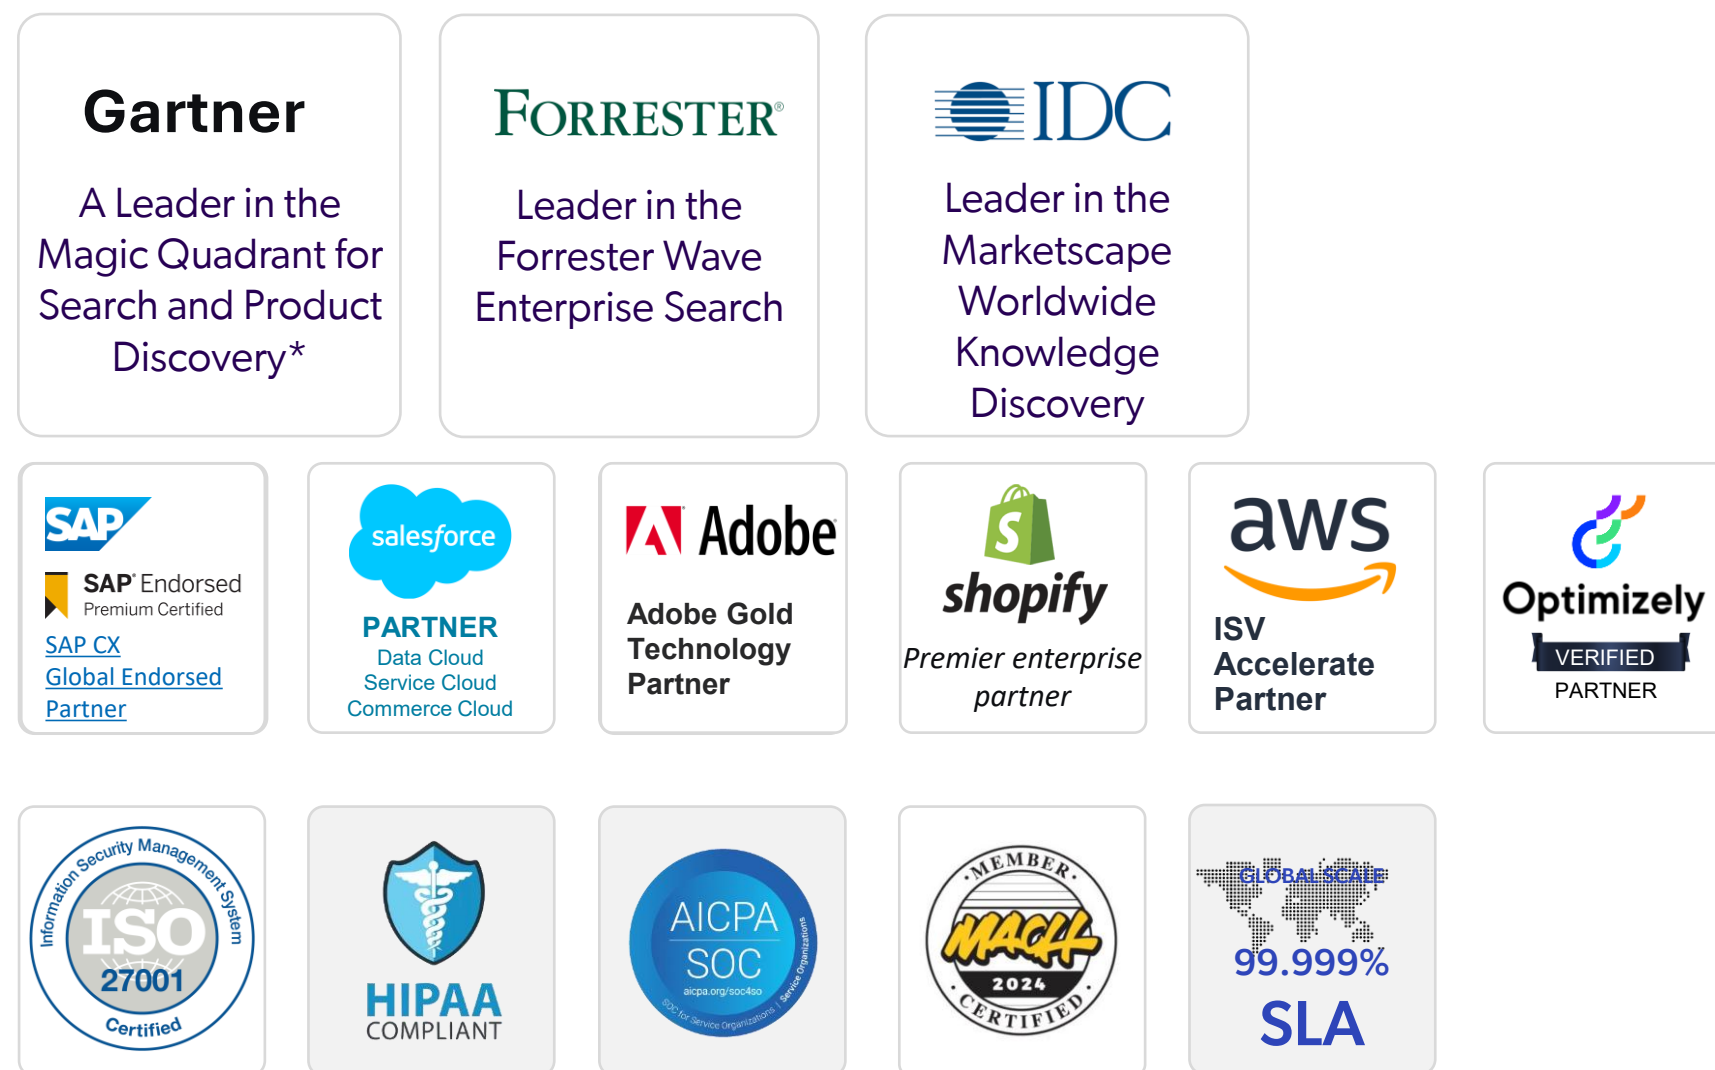 Gartner
A Leader in the
Magic Quadrant for
Search and Product
Discovery*
FORRESTER®
Leader in the
Forrester Wave
Enterprise Search
IDC
Leader in the
Marketscape
Worldwide
Knowledge
Discovery
SAP
SAP® Endorsed
Premium Certified
SAP CX
Global Endorsed
Partner
salesforce
PARTNER
Data Cloud
Service Cloud
Commerce Cloud
Adobe
Adobe Gold
Technology
Partner
shopify
Premier enterprise
partner
aws
ISV
Accelerate
Partner
Optimizely
VERIFIED
PARTNER
Information Security Management System
ISO
27001
Certified
HIPAA
COMPLIANT
AICPA
SOC
aicpa.org/soc4so
SOC for Service Organizations | Service Organizations
· MEMBER ·
MACH
2024
· CERTIFIED ·
GLOBAL SCALE
99.999%
SLA